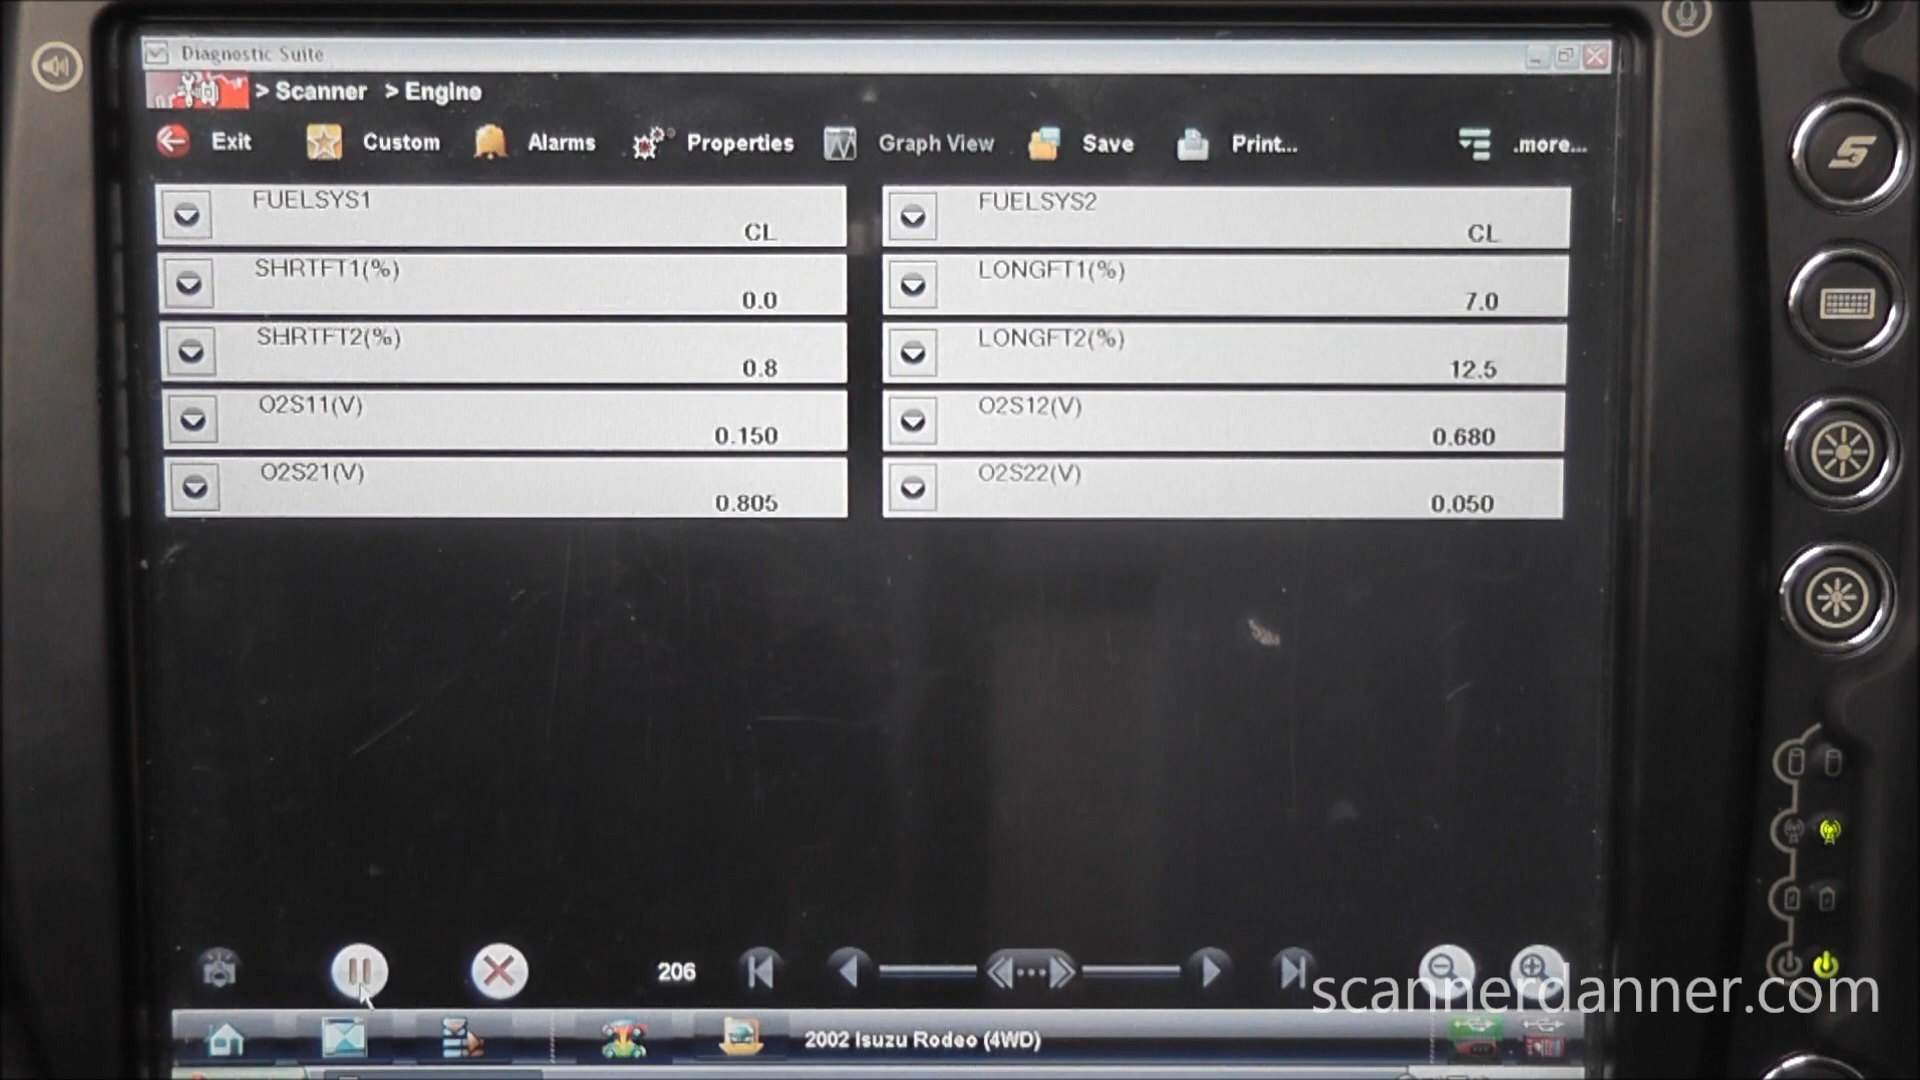 Diagnostic Suite
> Scanner > Engine
Exit Custom Alarms Properties Graph View Save Print... .more...
FUELSYS1 CL FUELSYS2 CL
SHRTFT1(%) 0.0 LONGFT1(%) 7.0
SHRTFT2(%) 0.8 LONGFT2(%) 12.5
O2S11(V) 0.150 O2S12(V) 0.680
O2S21(V) 0.805 O2S22(V) 0.050
206
scannerdanner.com
2002 Isuzu Rodeo (4WD)